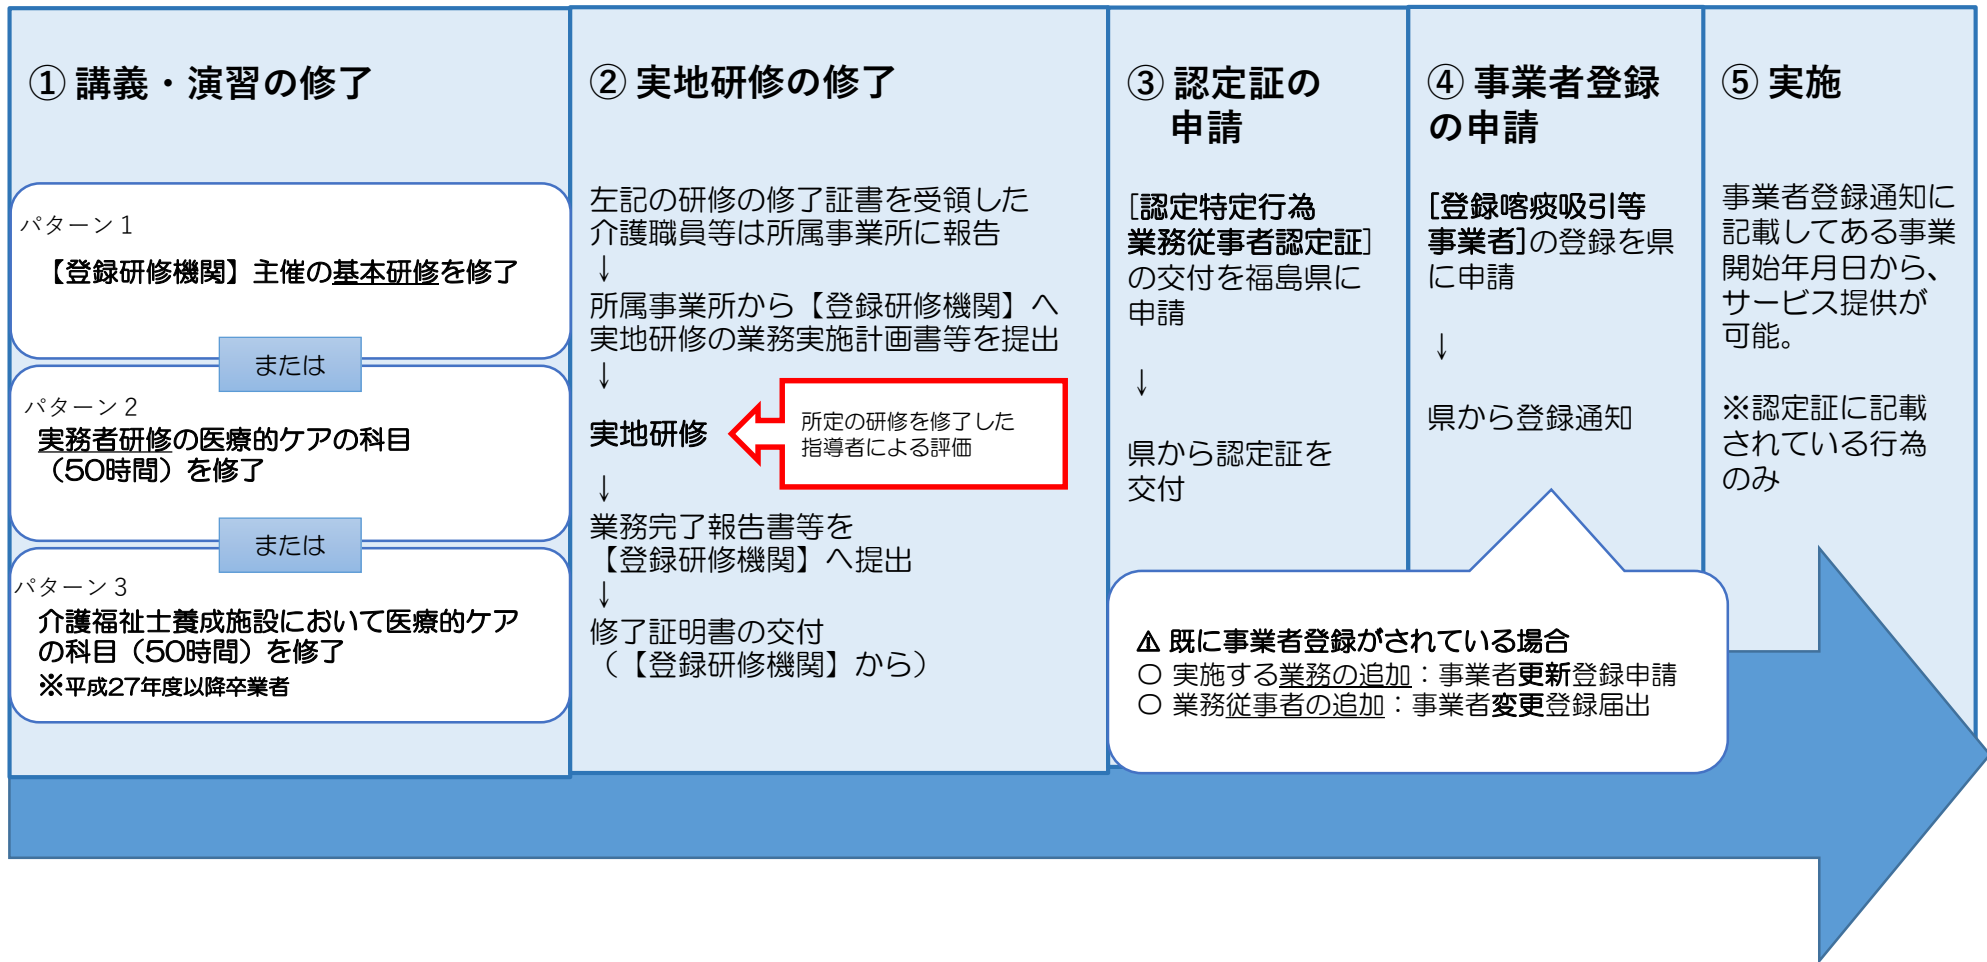 ① 講義・演習の修了
パターン１
【登録研修機関】主催の基本研修を修了
または
パターン２
実務者研修の医療的ケアの科目
（50時間）を修了
または
パターン３
介護福祉士養成施設において医療的ケア
の科目（50時間）を修了
※平成27年度以降卒業者
② 実地研修の修了
左記の研修の修了証書を受領した
介護職員等は所属事業所に報告
↓
所属事業所から【登録研修機関】へ
実地研修の業務実施計画書等を提出
↓
実地研修
所定の研修を修了した
指導者による評価
↓
業務完了報告書等を
【登録研修機関】へ提出
↓
修了証明書の交付
（【登録研修機関】から）
③ 認定証の
申請
[認定特定行為
業務従事者認定証]
の交付を福島県に
申請
↓
県から認定証を
交付
④ 事業者登録
の申請
[登録喀痰吸引等
事業者]の登録を県
に申請
↓
県から登録通知
⚠ 既に事業者登録がされている場合
○ 実施する業務の追加：事業者更新登録申請
○ 業務従事者の追加：事業者変更登録届出
⑤ 実施
事業者登録通知に
記載してある事業
開始年月日から、
サービス提供が
可能。
※認定証に記載
されている行為
のみ